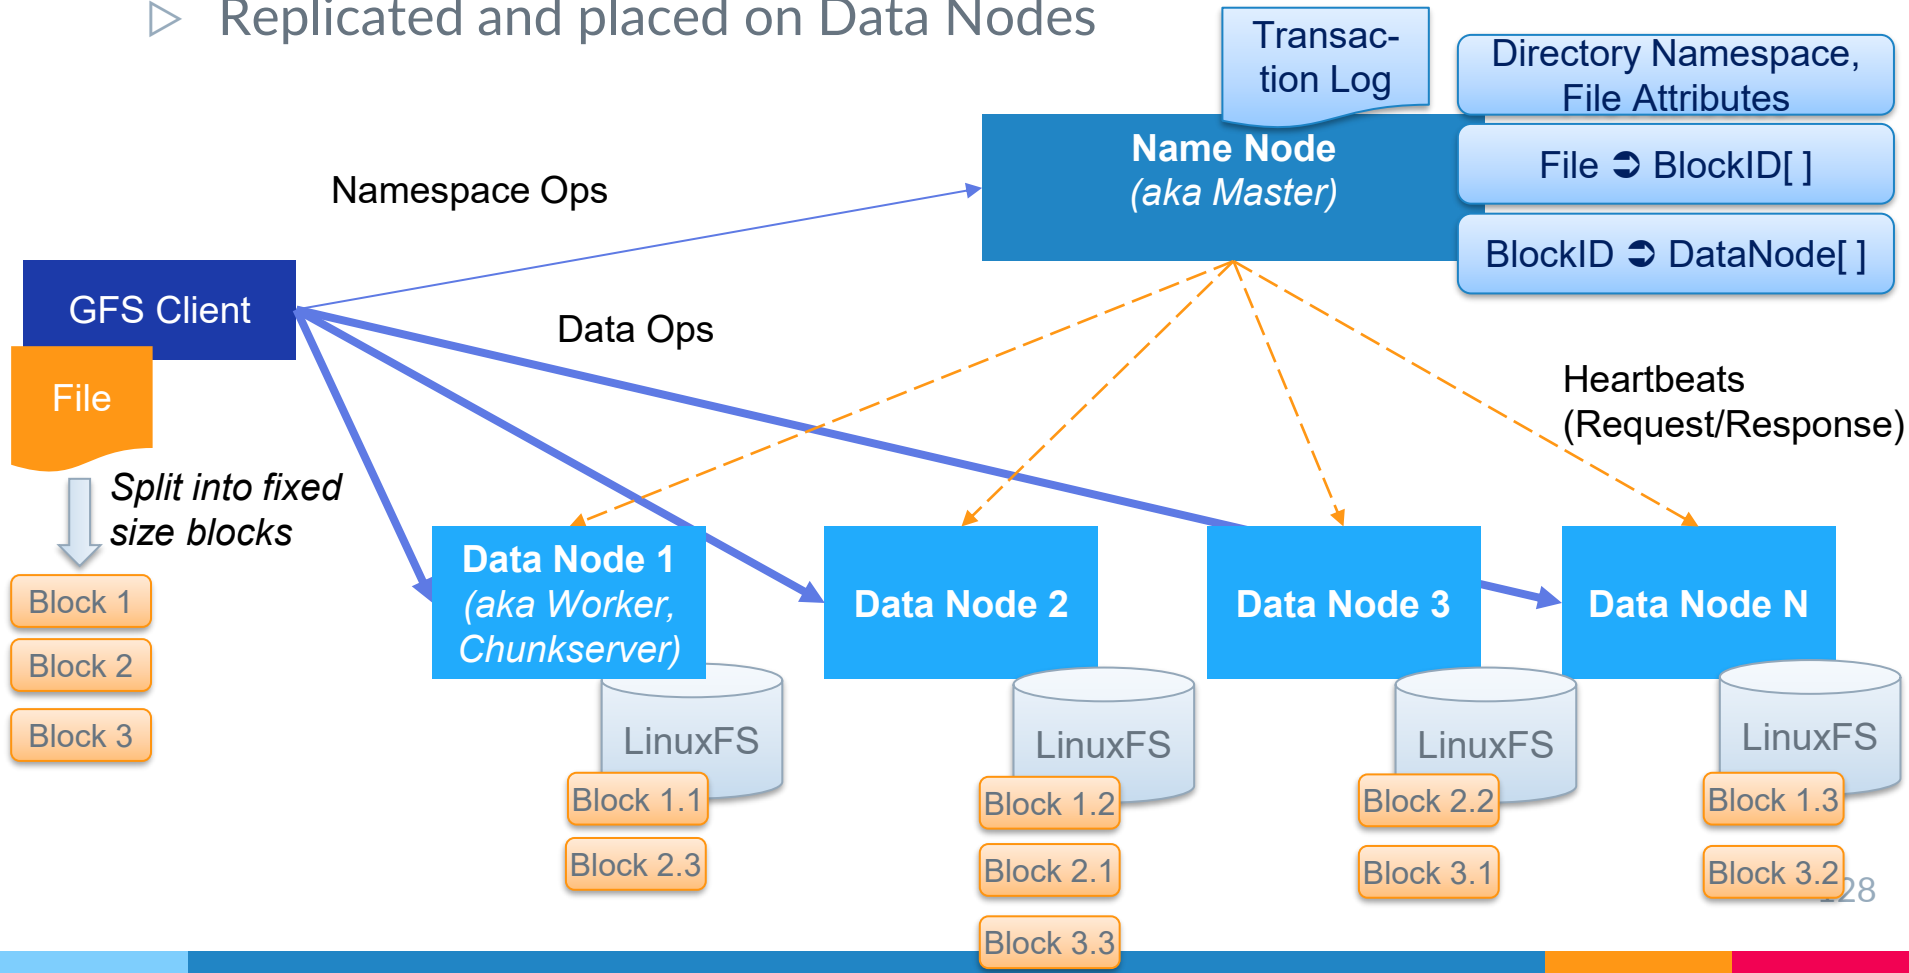 Replicated and placed on Data Nodes
Transac-
tion Log
Directory Namespace,
File Attributes
Name Node
(aka Master)
File ➲ BlockID[ ]
BlockID ➲ DataNode[ ]
Namespace Ops
GFS Client
Data Ops
File
Heartbeats
(Request/Response)
Split into fixed
size blocks
Block 1
Block 2
Block 3
Data Node 1
(aka Worker,
Chunkserver)
Data Node 2
Data Node 3
Data Node N
LinuxFS
LinuxFS
LinuxFS
LinuxFS
Block 1.1
Block 2.3
Block 1.2
Block 2.1
Block 3.3
Block 2.2
Block 3.1
Block 1.3
Block 3.2
128